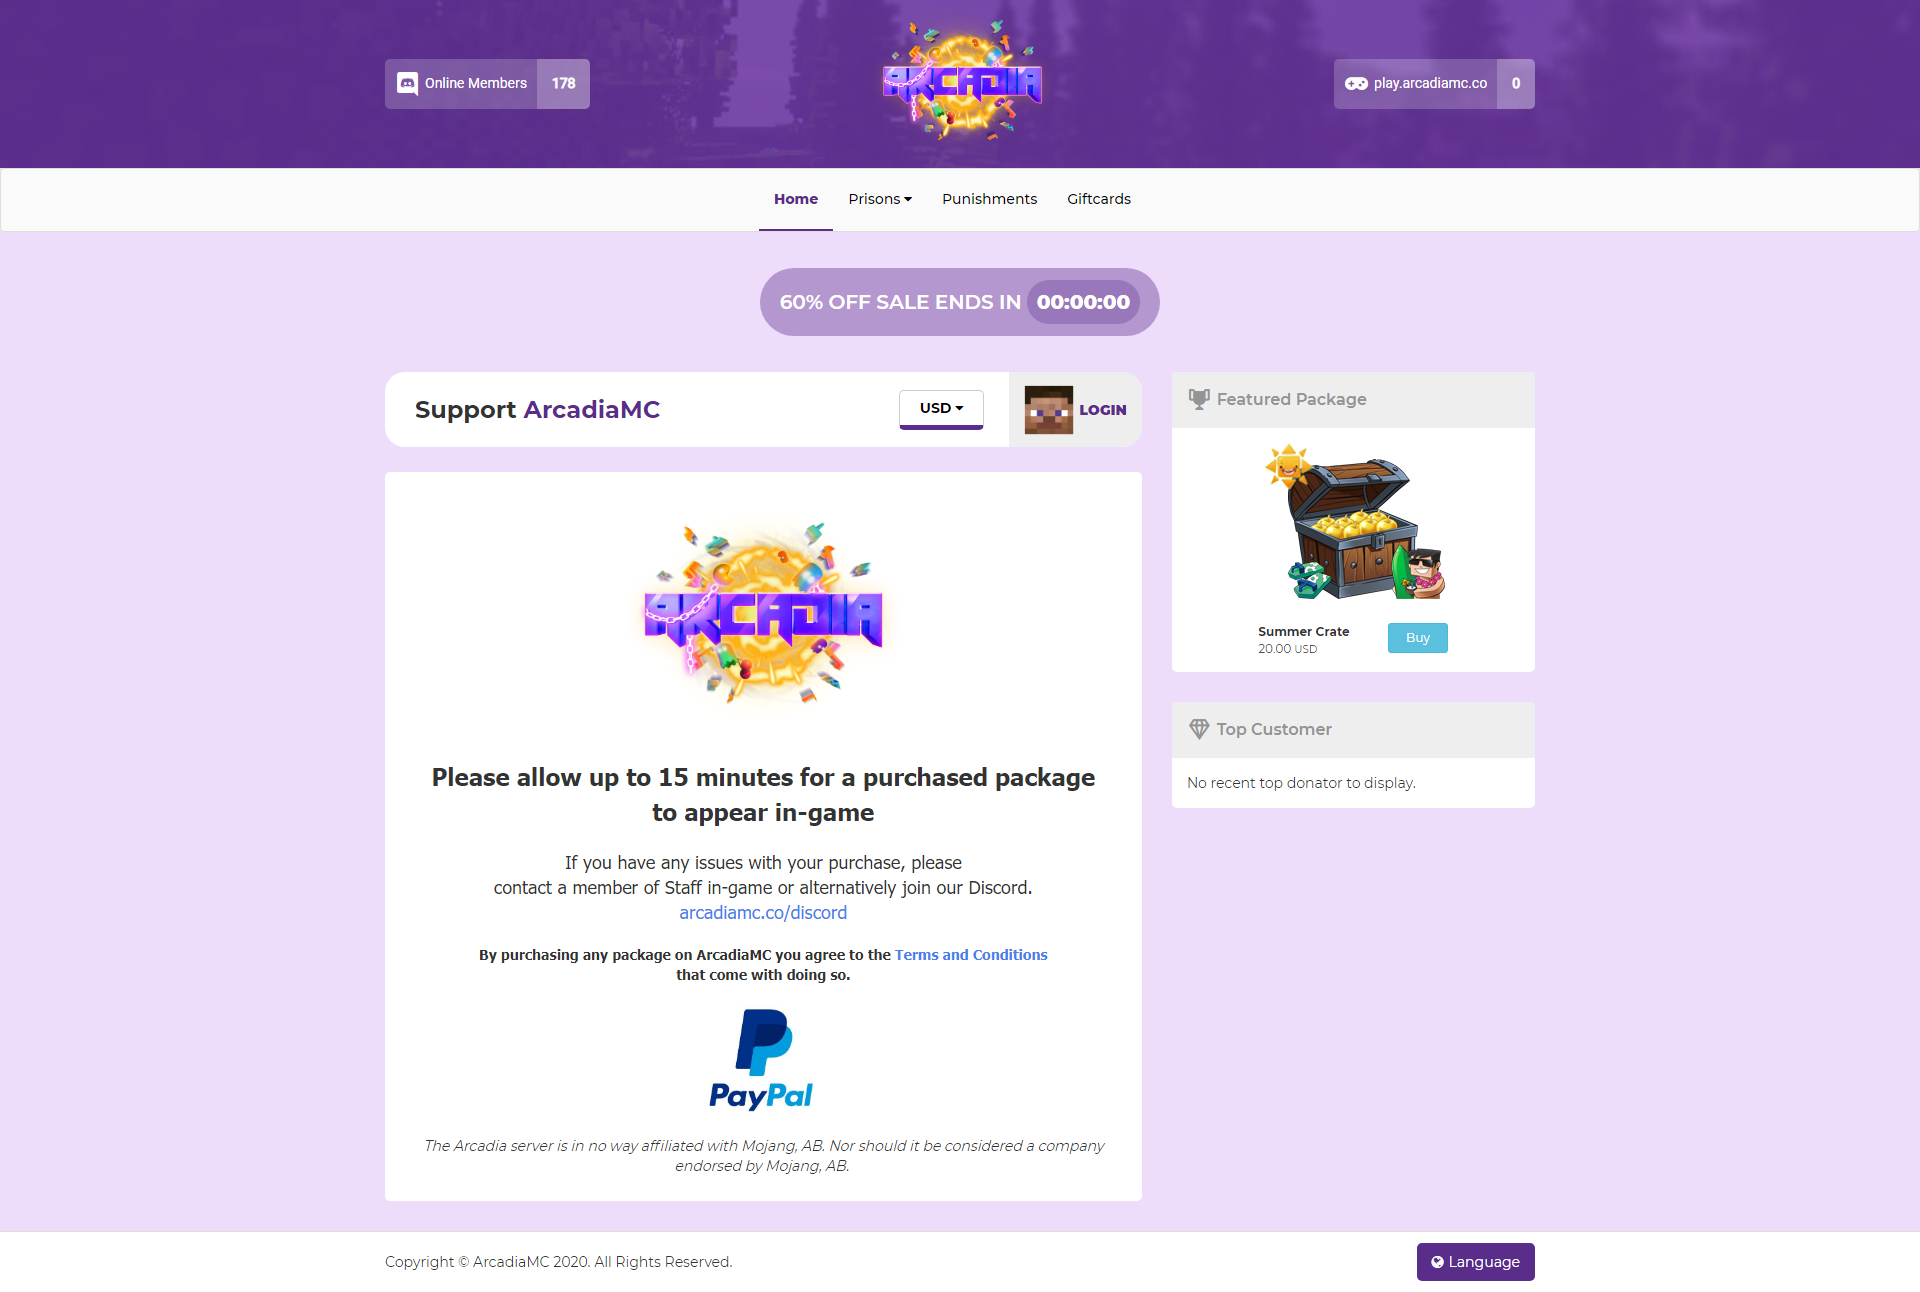 Online Members 178
ARCADIA
play.arcadiamc.co 0
Home Prisons Punishments Giftcards
60% OFF SALE ENDS IN 00:00:00
Support ArcadiaMC
USD
LOGIN
ARCADIA
Please allow up to 15 minutes for a purchased package
to appear in-game
If you have any issues with your purchase, please
contact a member of Staff in-game or alternatively join our Discord.
arcadiamc.co/discord
By purchasing any package on ArcadiaMC you agree to the Terms and Conditions
that come with doing so.
PayPal
The Arcadia server is in no way affiliated with Mojang, AB. Nor should it be considered a company
endorsed by Mojang, AB.
Featured Package
Summer Crate
20.00 USD
Buy
Top Customer
No recent top donator to display.
Copyright © ArcadiaMC 2020. All Rights Reserved.
Language